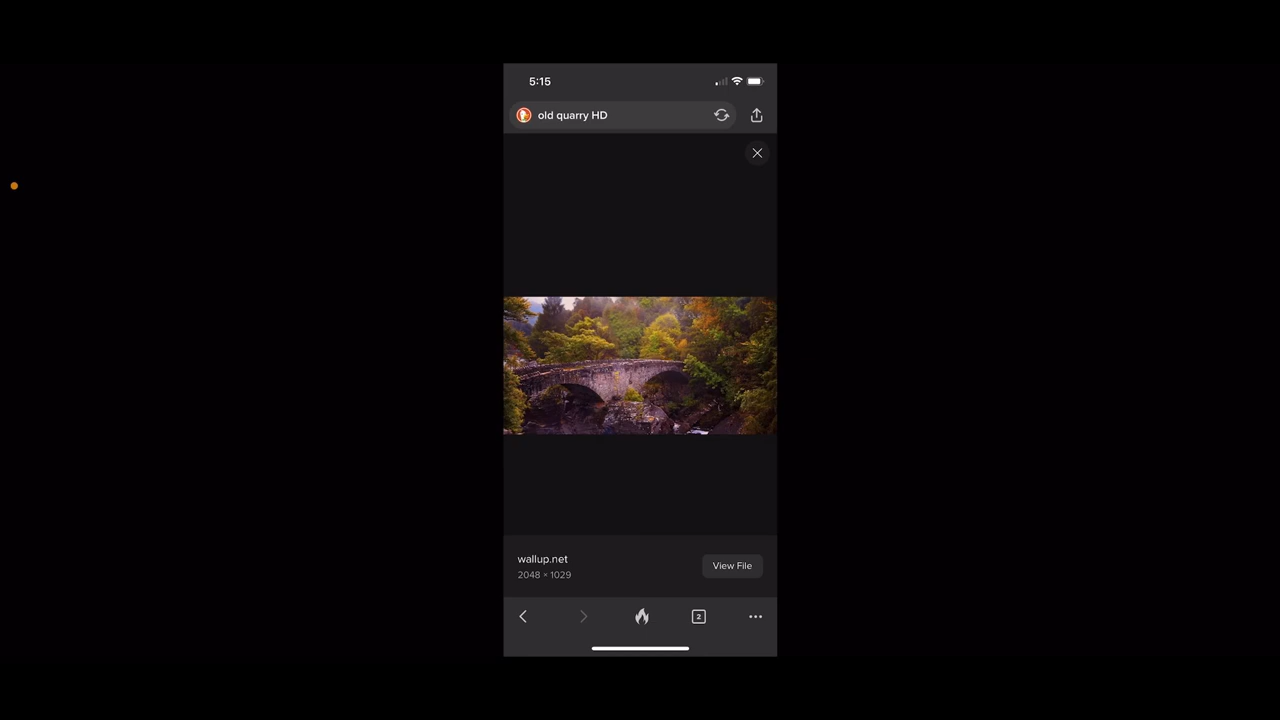 5:15
old quarry HD
wallup.net
2048 × 1029
View File
2